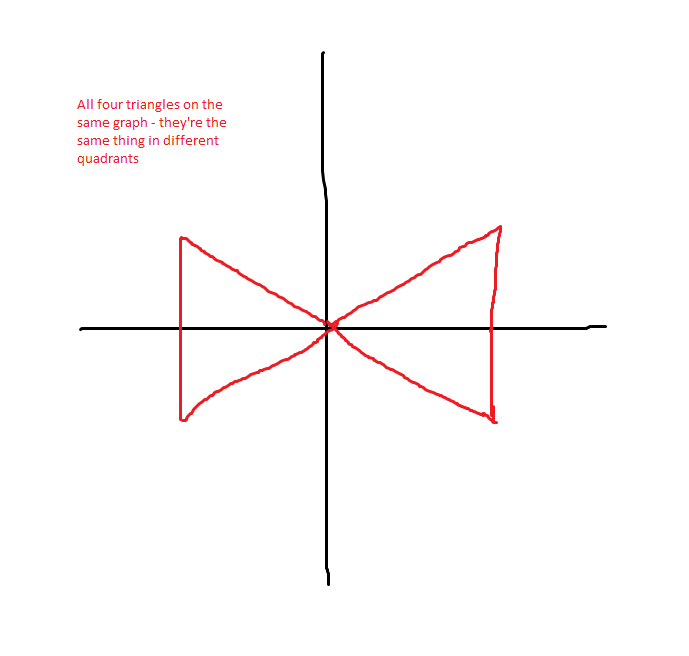 All four triangles on the
same graph - they're the
same thing in different
quadrants